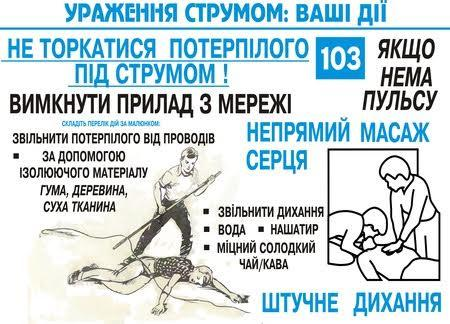 УРАЖЕННЯ СТРУМОМ: ВАШІ ДІЇ
НЕ ТОРКАТИСЯ ПОТЕРПІЛОГО
ПІД СТРУМОМ !
103
ЯКЩО
НЕМА
ПУЛЬСУ
ВИМКНУТИ ПРИЛАД З МЕРЕЖІ
СКЛАДІТЬ ПЕРЕЛІК ДІЙ ЗА МАЛЮНКОМ:
ЗВІЛЬНИТИ ПОТЕРПІЛОГО ВІД ПРОВОДІВ
▪ ЗА ДОПОМОГОЮ
ІЗОЛЮЮЧОГО МАТЕРІАЛУ
ГУМА, ДЕРЕВИНА,
СУХА ТКАНИНА
НЕПРЯМИЙ МАСАЖ
СЕРЦЯ
▪ ЗВІЛЬНИТИ ДИХАННЯ
▪ ВОДА ▪ НАШАТИР
▪ МІЦНИЙ СОЛОДКИЙ
ЧАЙ/КАВА
ШТУЧНЕ ДИХАННЯ